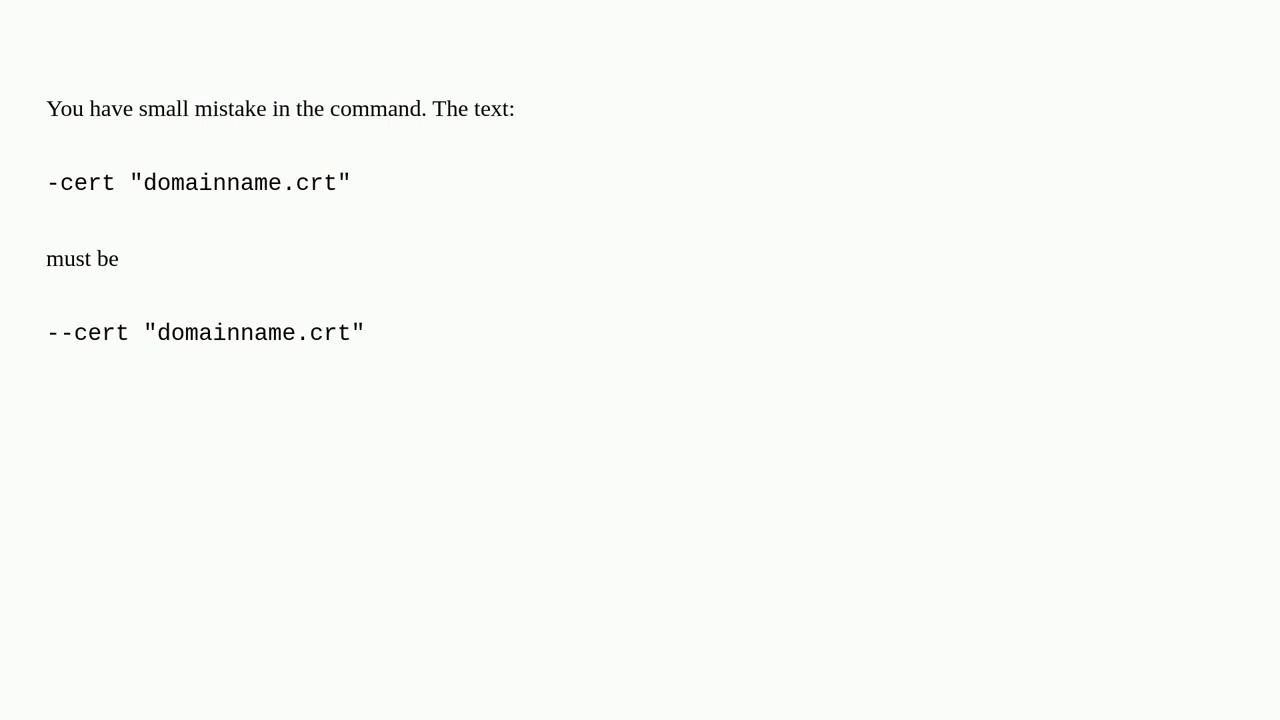 You have small mistake in the command. The text:
-cert "domainname.crt"
must be
--cert "domainname.crt"